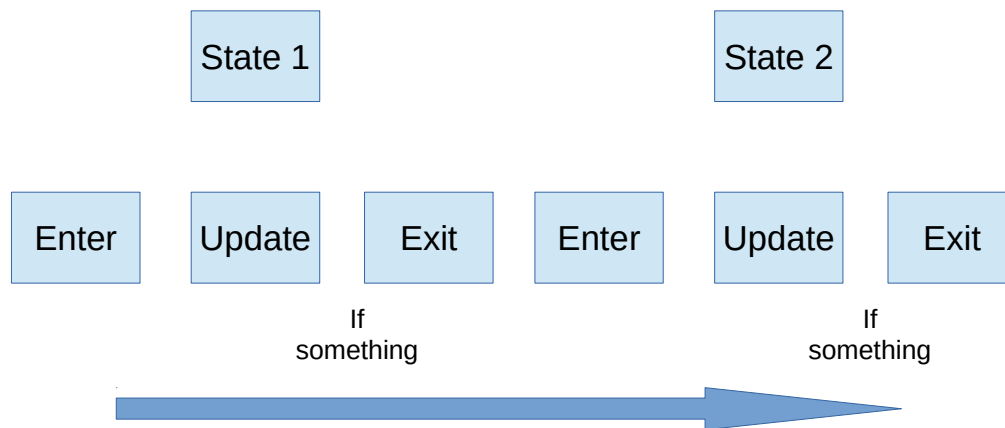 State 1
State 2
Enter
Update
Exit
Enter
Update
Exit
If
something
If
something